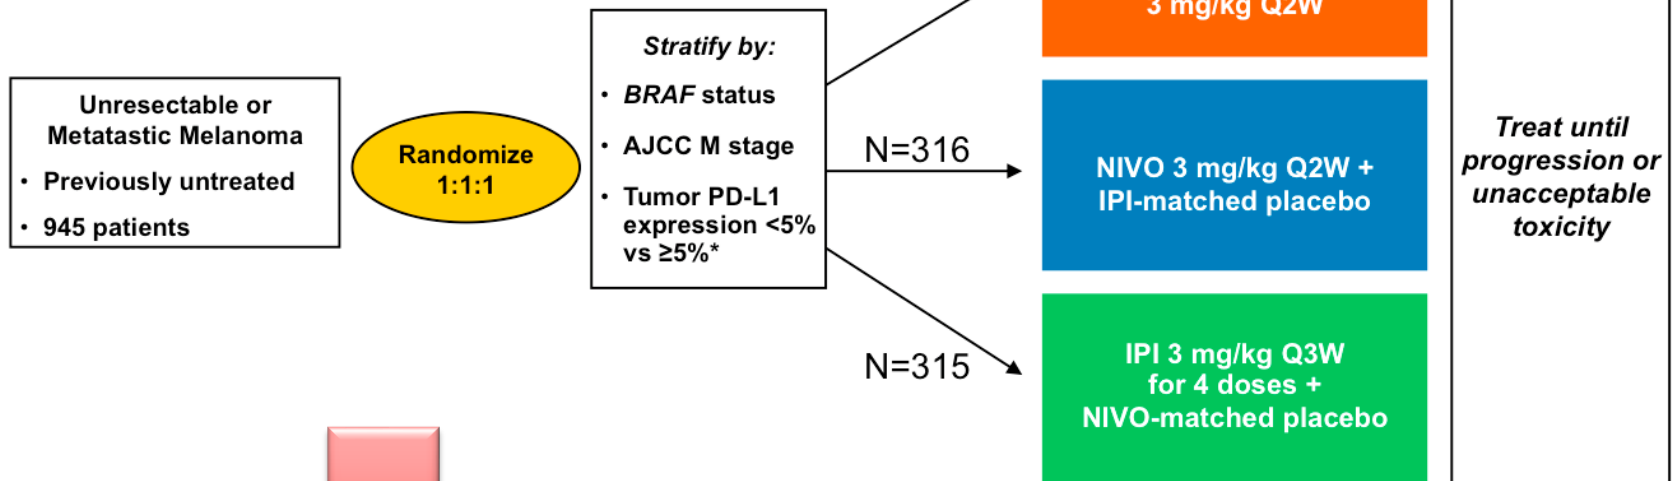 3 mg/kg Q2W
Stratify by:
• BRAF status
• AJCC M stage
• Tumor PD-L1
expression <5%
vs ≥5%*
Unresectable or
Metatastic Melanoma
• Previously untreated
• 945 patients
Randomize
1:1:1
N=316
N=315
NIVO 3 mg/kg Q2W +
IPI-matched placebo
IPI 3 mg/kg Q3W
for 4 doses +
NIVO-matched placebo
Treat until
progression or
unacceptable
toxicity